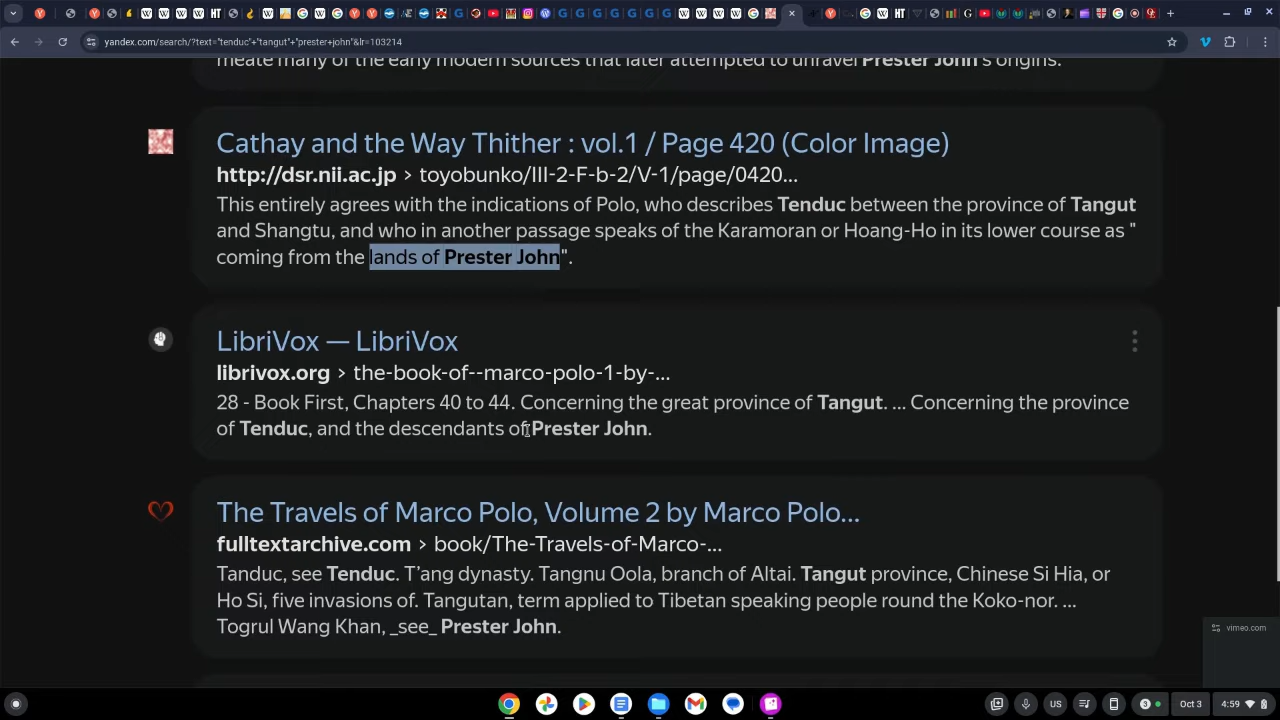 yandex.com/search/?text="tenduc"+"tangut"+"prester+john"&lr=103214
meate many of the early modern sources that later attempted to unravel Prester John's origins.
Cathay and the Way Thither : vol.1 / Page 420 (Color Image)
http://dsr.nii.ac.jp › toyobunko/III-2-F-b-2/V-1/page/0420...
This entirely agrees with the indications of Polo, who describes Tenduc between the province of Tangut
and Shangtu, and who in another passage speaks of the Karamoran or Hoang-Ho in its lower course as "
coming from the lands of Prester John".
LibriVox — LibriVox
librivox.org › the-book-of--marco-polo-1-by-...
28 - Book First, Chapters 40 to 44. Concerning the great province of Tangut. ... Concerning the province
of Tenduc, and the descendants of Prester John.
The Travels of Marco Polo, Volume 2 by Marco Polo...
fulltextarchive.com › book/The-Travels-of-Marco-...
Tanduc, see Tenduc. T'ang dynasty. Tangnu Oola, branch of Altai. Tangut province, Chinese Si Hia, or
Ho Si, five invasions of. Tangutan, term applied to Tibetan speaking people round the Koko-nor. ...
Togrul Wang Khan, _see_ Prester John.
vimeo.com
US
3
Oct 3
4:59